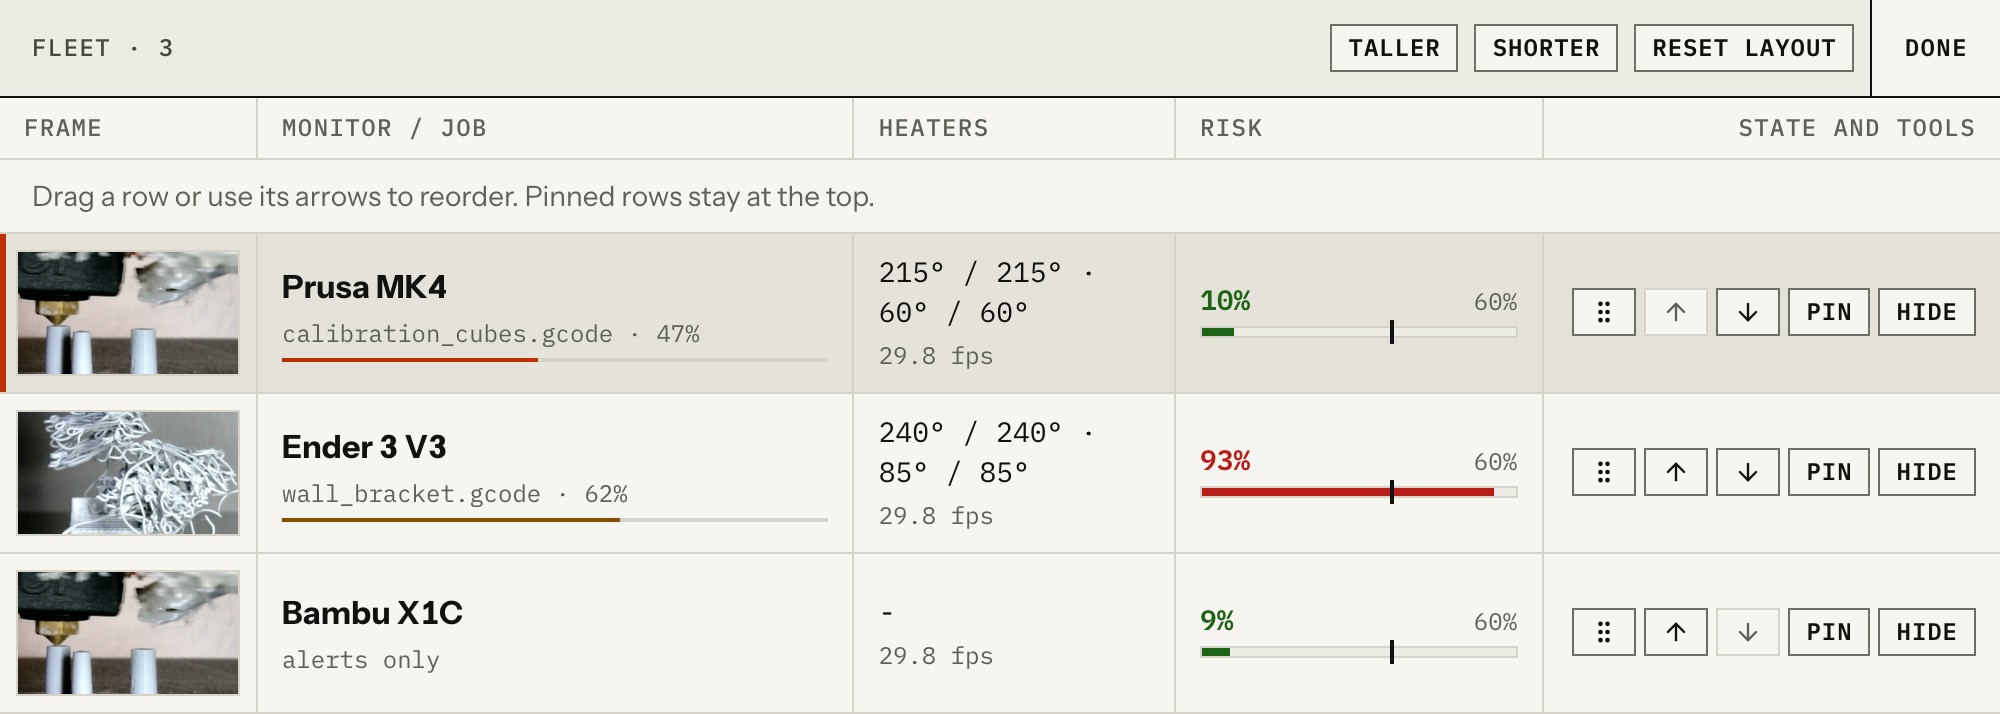 FLEET · 3
TALLER
SHORTER
RESET LAYOUT
DONE
FRAME
MONITOR / JOB
HEATERS
RISK
STATE AND TOOLS
Drag a row or use its arrows to reorder. Pinned rows stay at the top.
Prusa MK4
calibration_cubes.gcode · 47%
215° / 215° ·
60° / 60°
29.8 fps
10%
60%
PIN
HIDE
Ender 3 V3
wall_bracket.gcode · 62%
240° / 240° ·
85° / 85°
29.8 fps
93%
60%
PIN
HIDE
Bambu X1C
alerts only
-
29.8 fps
9%
60%
PIN
HIDE